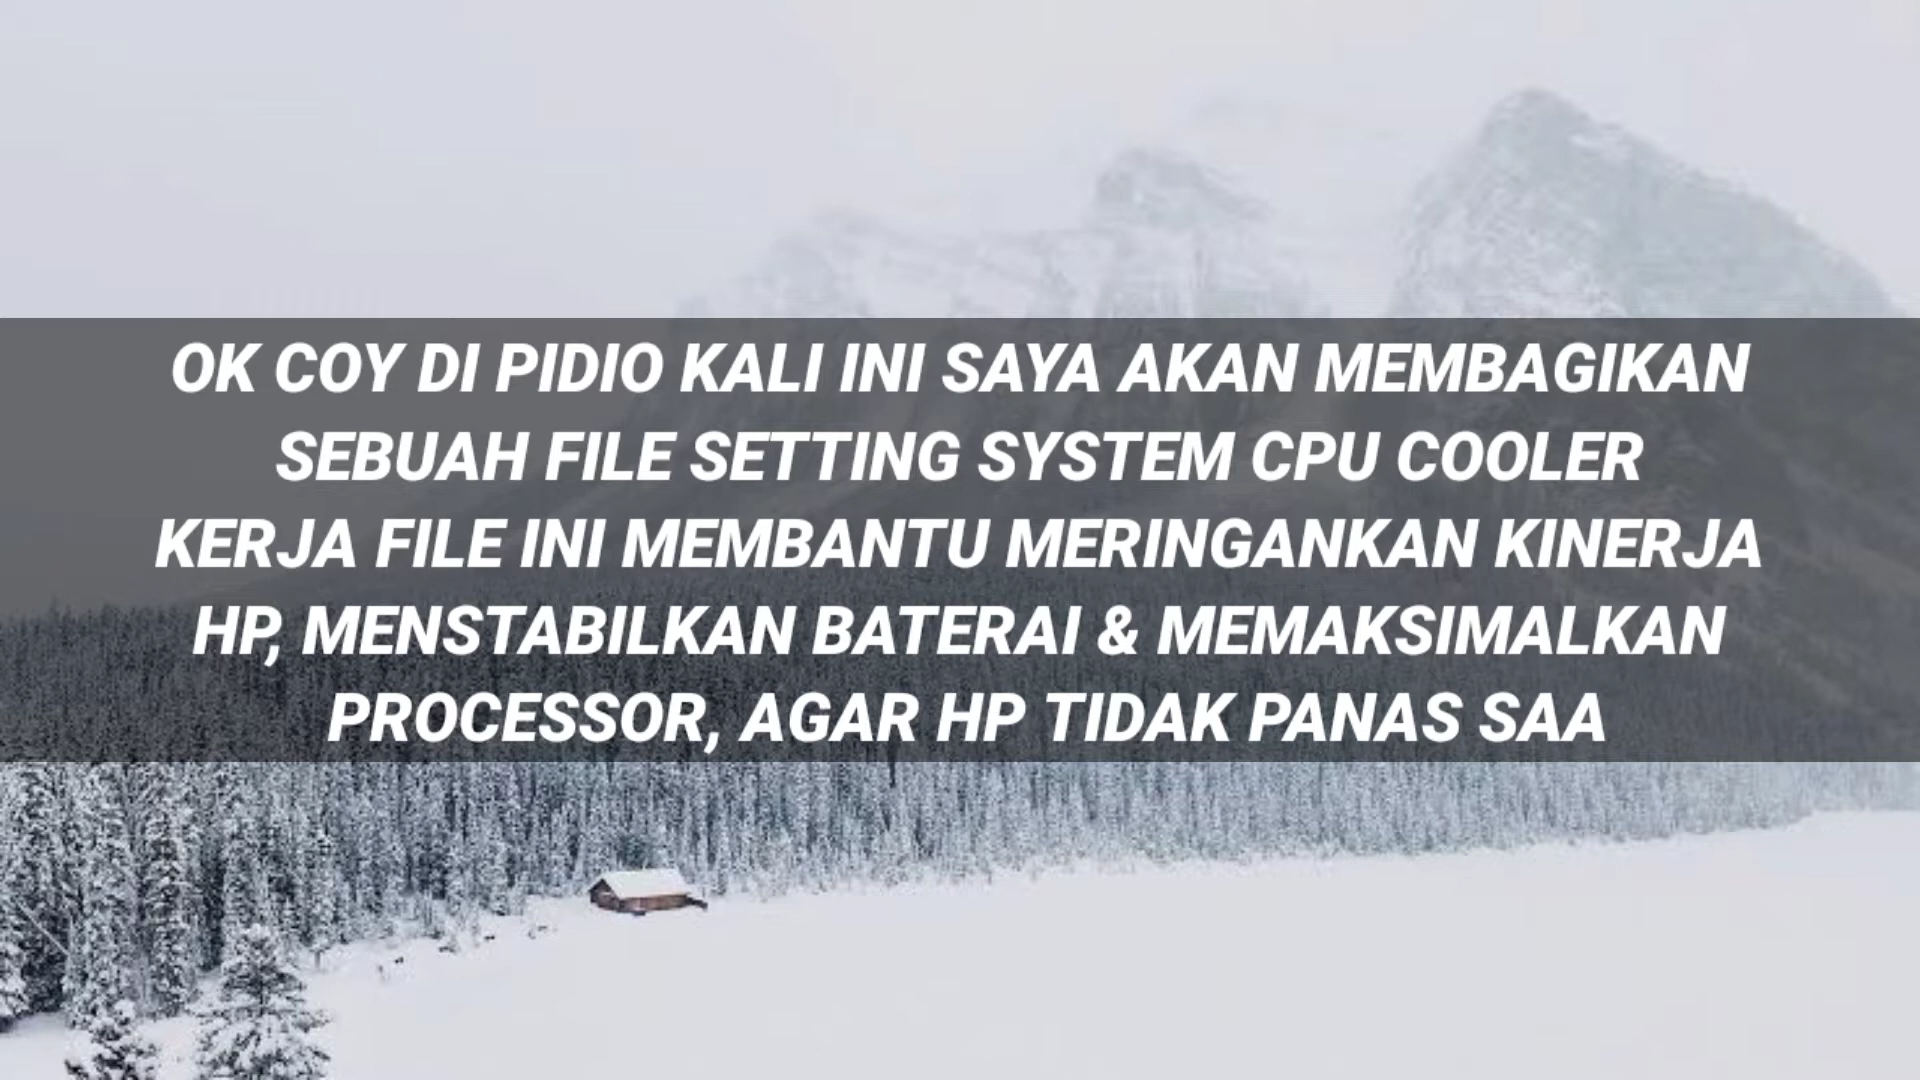 OK COY DI PIDIO KALI INI SAYA AKAN MEMBAGIKAN
SEBUAH FILE SETTING SYSTEM CPU COOLER
KERJA FILE INI MEMBANTU MERINGANKAN KINERJA
HP, MENSTABILKAN BATERAI & MEMAKSIMALKAN
PROCESSOR, AGAR HP TIDAK PANAS SAA